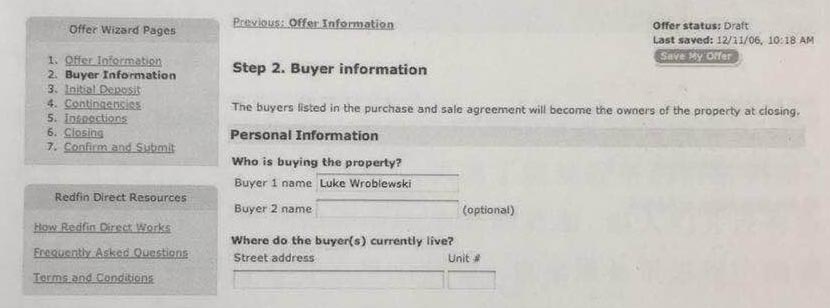 Offer Wizard Pages
1. Offer Information
2. Buyer Information
3. Initial Deposit
4. Contingencies
5. Inspections
6. Closing
7. Confirm and Submit
Redfin Direct Resources
How Redfin Direct Works
Frequently Asked Questions
Terms and Conditions
Previous: Offer Information
Offer status: Draft
Last saved: 12/11/06, 10:18 AM
Save My Offer
Step 2. Buyer information
The buyers listed in the purchase and sale agreement will become the owners of the property at closing.
Personal Information
Who is buying the property?
Buyer 1 name Luke Wroblewski
Buyer 2 name (optional)
Where do the buyer(s) currently live?
Street address Unit #